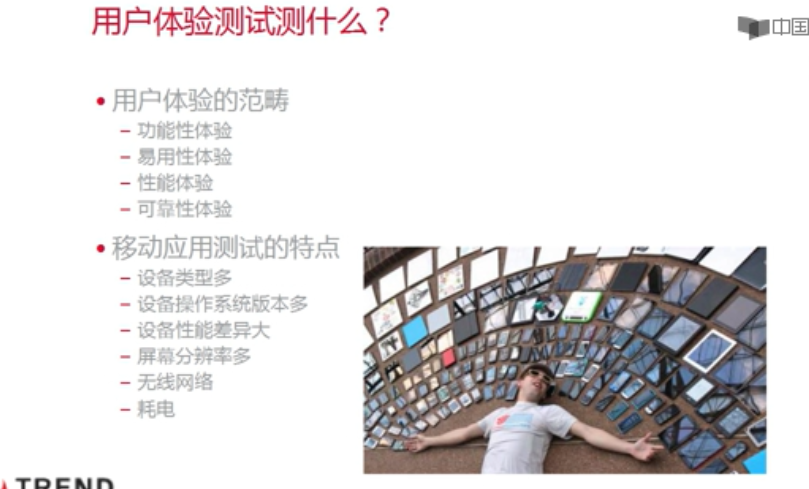 用户体验测试测什么？
中国
• 用户体验的范畴
– 功能性体验
– 易用性体验
– 性能体验
– 可靠性体验
• 移动应用测试的特点
– 设备类型多
– 设备操作系统版本多
– 设备性能差异大
– 屏幕分辨率多
– 无线网络
– 耗电
TREND